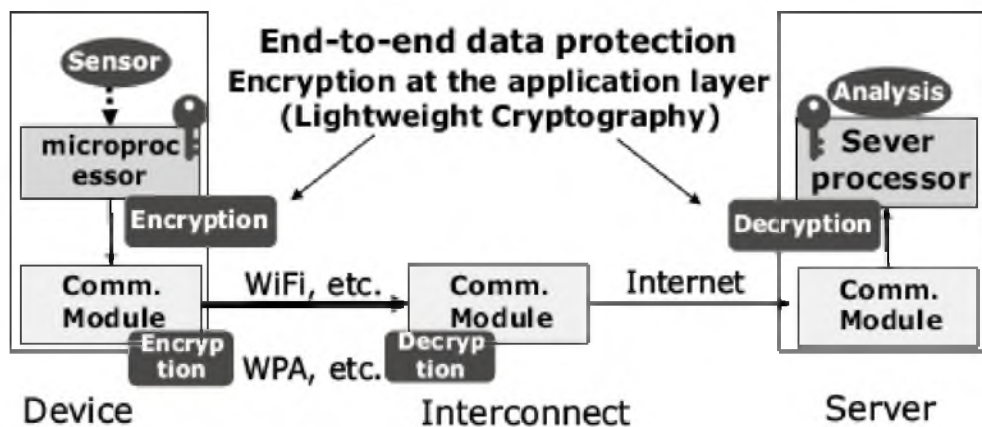 End-to-end data protection
Encryption at the application layer
(Lightweight Cryptography)
Sensor
microproc
essor
Encryption
Comm.
Module
Encryp
tion
WiFi, etc.
WPA, etc.
Comm.
Module
Decryp
tion
Internet
Analysis
Sever
processor
Decryption
Comm.
Module
Device
Interconnect
Server